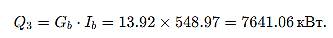 Q₃ = G_b · I_b = 13.92 × 548.97 = 7641.06 кВт.